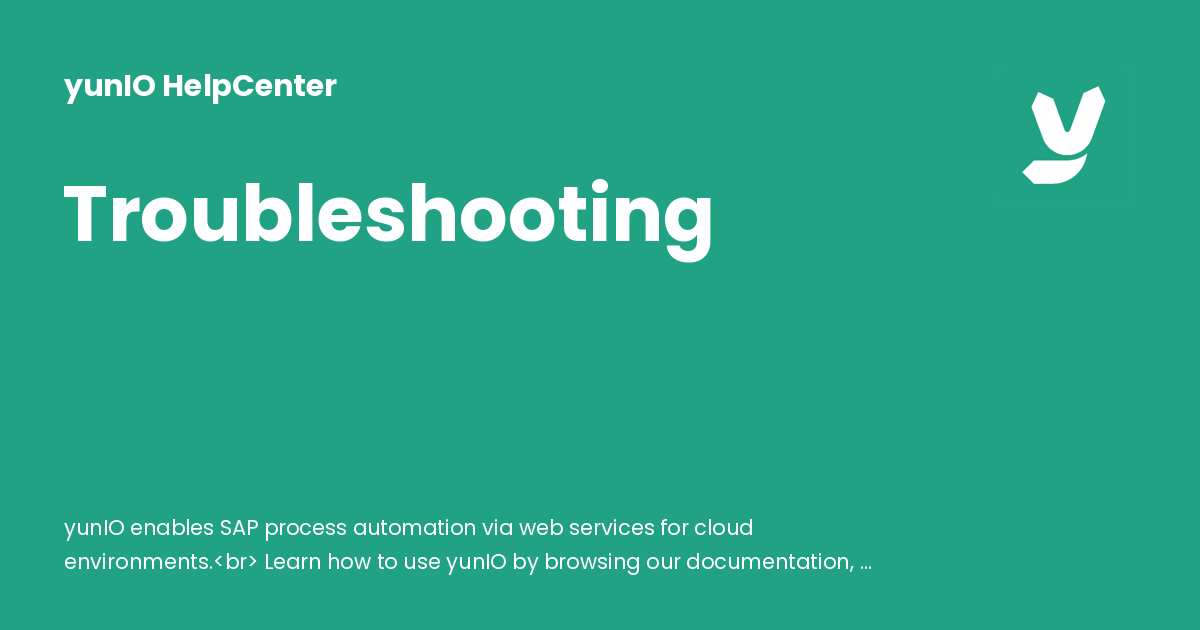 yunIO HelpCenter
Troubleshooting
yunIO enables SAP process automation via web services for cloud
environments.<br> Learn how to use yunIO by browsing our documentation, ...